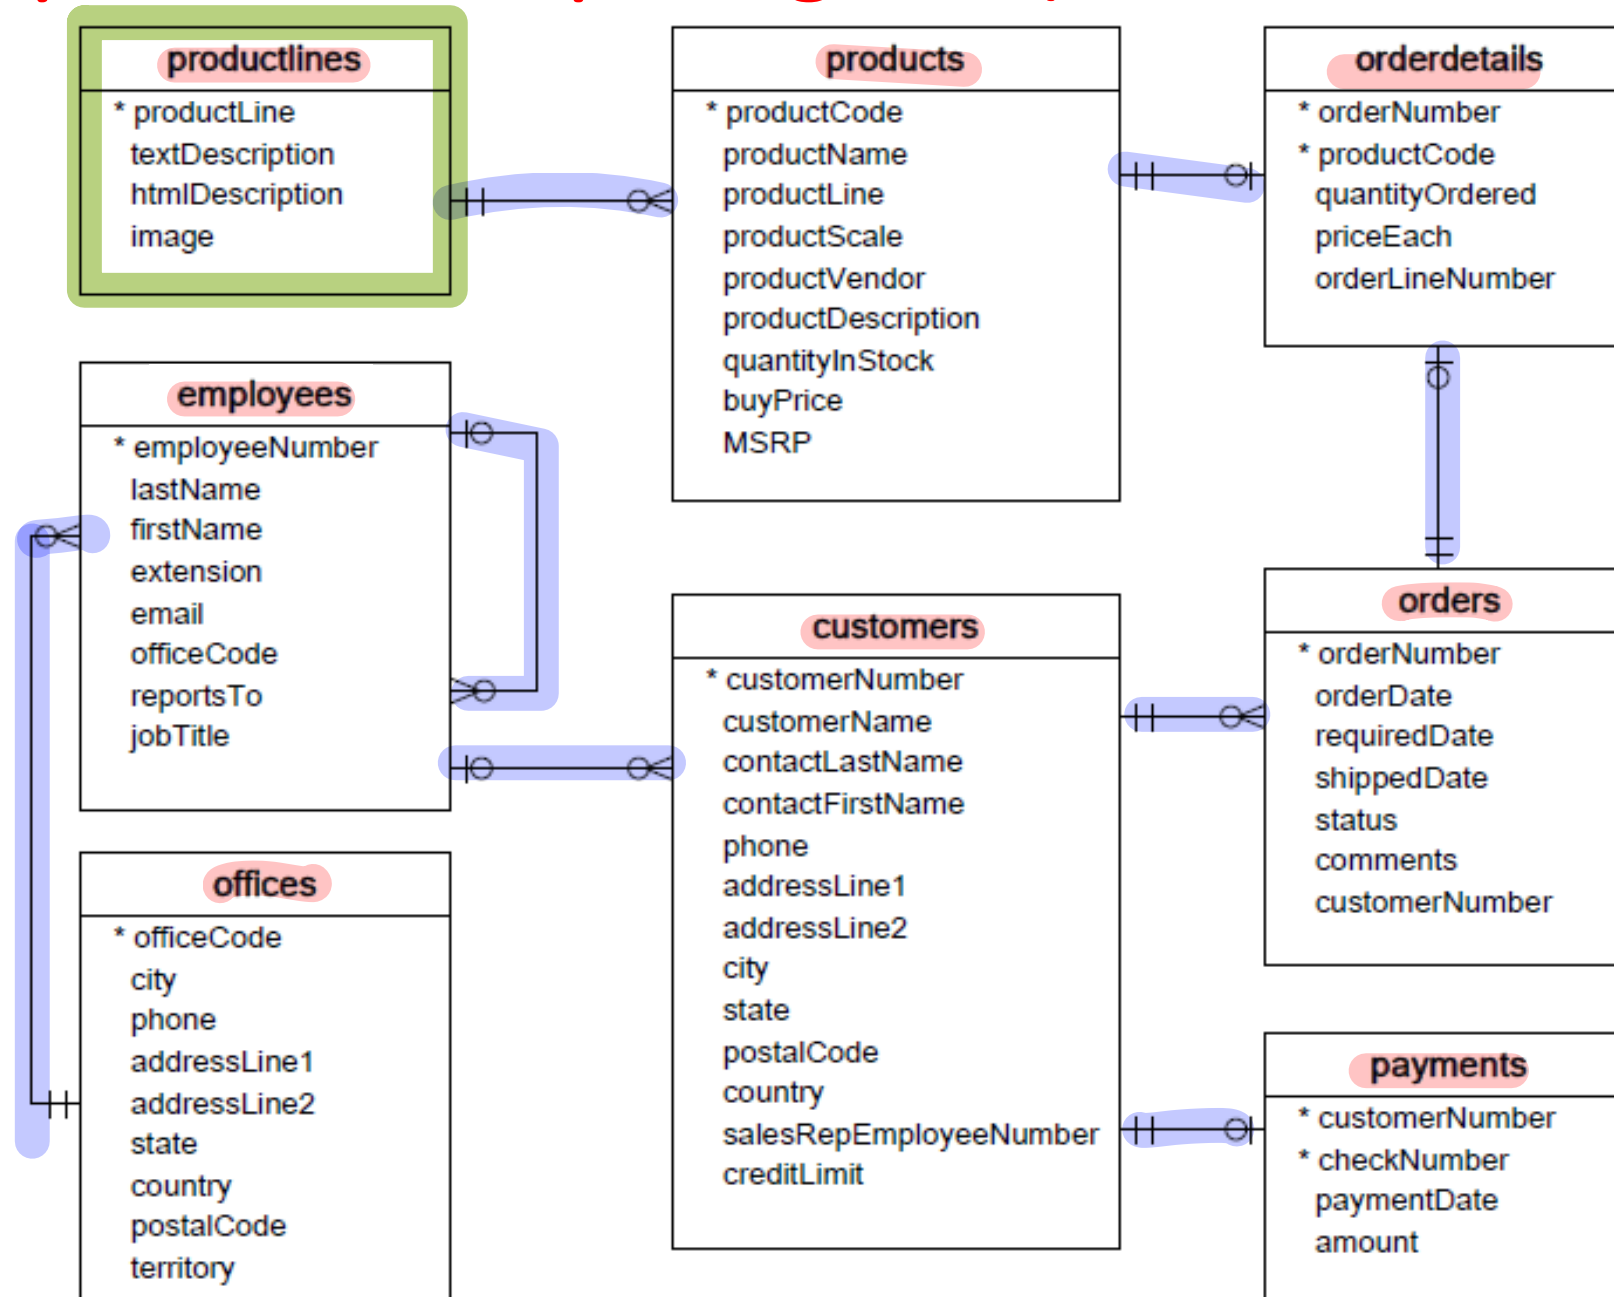 productlines
* productLine
textDescription
htmlDescription
image
products
* productCode
productName
productLine
productScale
productVendor
productDescription
quantityInStock
buyPrice
MSRP
orderdetails
* orderNumber
* productCode
quantityOrdered
priceEach
orderLineNumber
employees
* employeeNumber
lastName
firstName
extension
email
officeCode
reportsTo
jobTitle
customers
* customerNumber
customerName
contactLastName
contactFirstName
phone
addressLine1
addressLine2
city
state
postalCode
country
salesRepEmployeeNumber
creditLimit
orders
* orderNumber
orderDate
requiredDate
shippedDate
status
comments
customerNumber
offices
* officeCode
city
phone
addressLine1
addressLine2
state
country
postalCode
territory
payments
* customerNumber
* checkNumber
paymentDate
amount